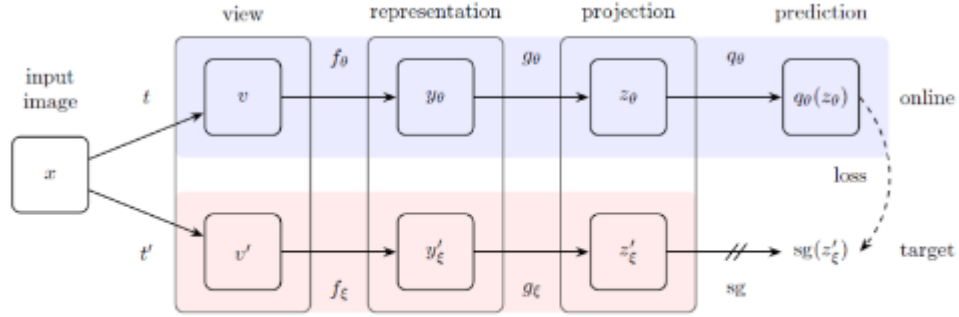 view representation projection prediction
input
image
t
f_θ
g_θ
q_θ
v
y_θ
z_θ
q_θ(z_θ)
online
x
loss
t′
v′
y′_ξ
z′_ξ
sg(z′_ξ)
target
f_ξ
g_ξ
sg